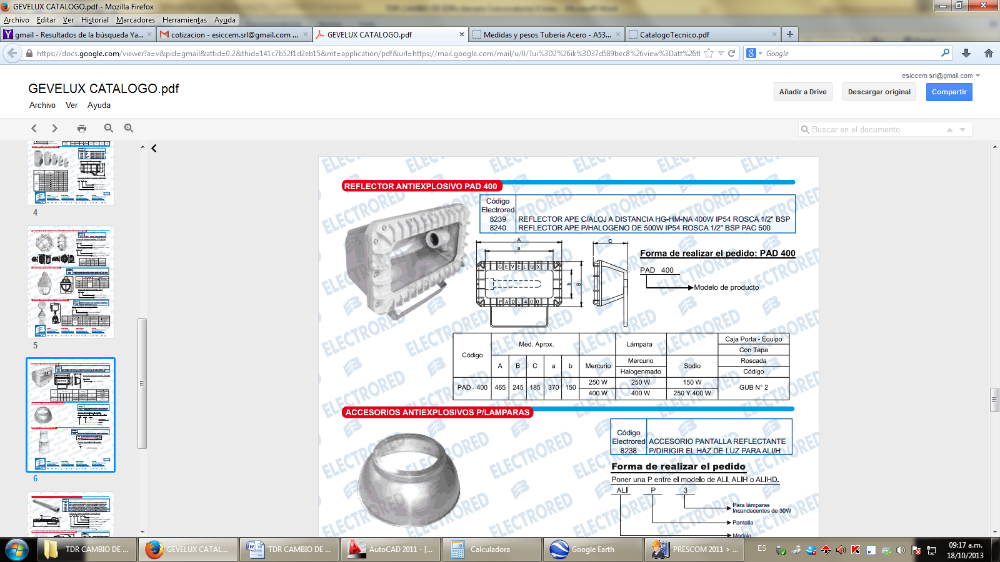 GEVELUX CATALOGO.pdf - Mozilla Firefox
Archivo Editar Ver Historial Marcadores Herramientas Ayuda
gmail - Resultados de la búsqueda Ya...
cotizacion - esiccem.srl@gmail.com ...
GEVELUX CATALOGO.pdf
Medidas y pesos Tuberia Acero - A53...
CatalogoTecnico.pdf
https://docs.google.com/viewer?a=v&pid=gmail&attid=0.2&thid=141c7b52f1d2eb15&mt=application/pdf&url=https://mail.google.com/mail/u/0/?ui%3D2%26ik%3D37d589bec8%26view%3Datt%26tl
Google
esiccem.srl@gmail.com
GEVELUX CATALOGO.pdf
Añadir a Drive
Descargar original
Compartir
Archivo Ver Ayuda
Buscar en el documento
4
5
6
REFLECTOR ANTIEXPLOSIVO PAD 400
Código
Electrored
8239 REFLECTOR APE C/ALOJ A DISTANCIA HG-HM-NA 400W IP54 ROSCA 1/2" BSP
8240 REFLECTOR APE P/HALOGENO DE 500W IP54 ROSCA 1/2" BSP PAC 500
A
a
C
GEVELUX
b
B
PAD-400
Forma de realizar el pedido: PAD 400
PAD 400
Modelo de producto
Código Med. Aprox. Lámpara Caja Porta - Equipo
Con Tapa
A B C a b Mercurio Mercurio Sodio Roscada
Halogenmado Código
PAD - 400 465 245 185 370 150 250 W 250 W 150 W GUB N° 2
400 W 400 W 250 Y 400 W
ACCESORIOS ANTIEXPLOSIVOS P/LAMPARAS
Código
Electrored ACCESORIO PANTALLA REFLECTANTE
8238 P/DIRIGIR EL HAZ DE LUZ PARA ALI/H
Forma de realizar el pedido
Poner una P entre el modelo de ALI, ALIH o ALIHD.
ALI P 3
Para lámparas
Incandecentes de 30W
Pantalla
Modelo
ELECTRORED
TDR CAMBIO DE ...
GEVELUX CATAL...
TDR CAMBIO DE ...
AutoCAD 2011 - [...
Calculadora
Google Earth
PRESCOM 2011 > ...
ES
09:17 a.m.
18/10/2013